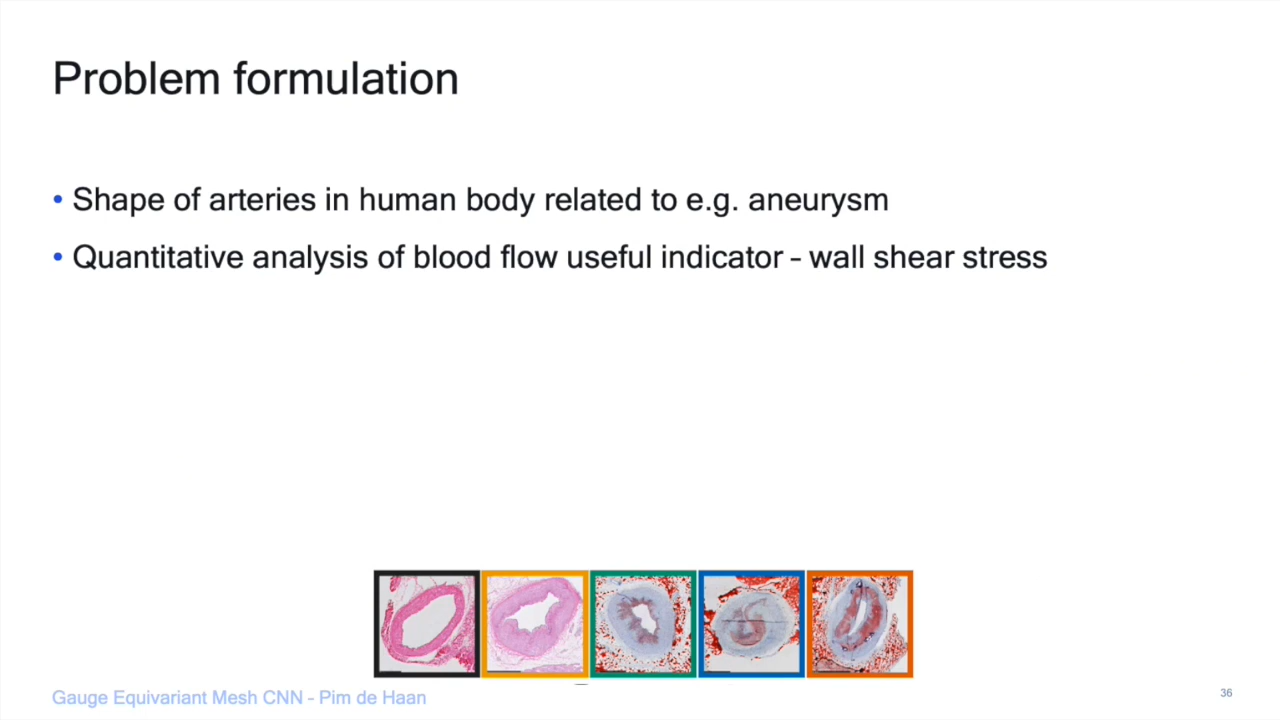 Problem formulation
• Shape of arteries in human body related to e.g. aneurysm
• Quantitative analysis of blood flow useful indicator – wall shear stress
Gauge Equivariant Mesh CNN – Pim de Haan
36